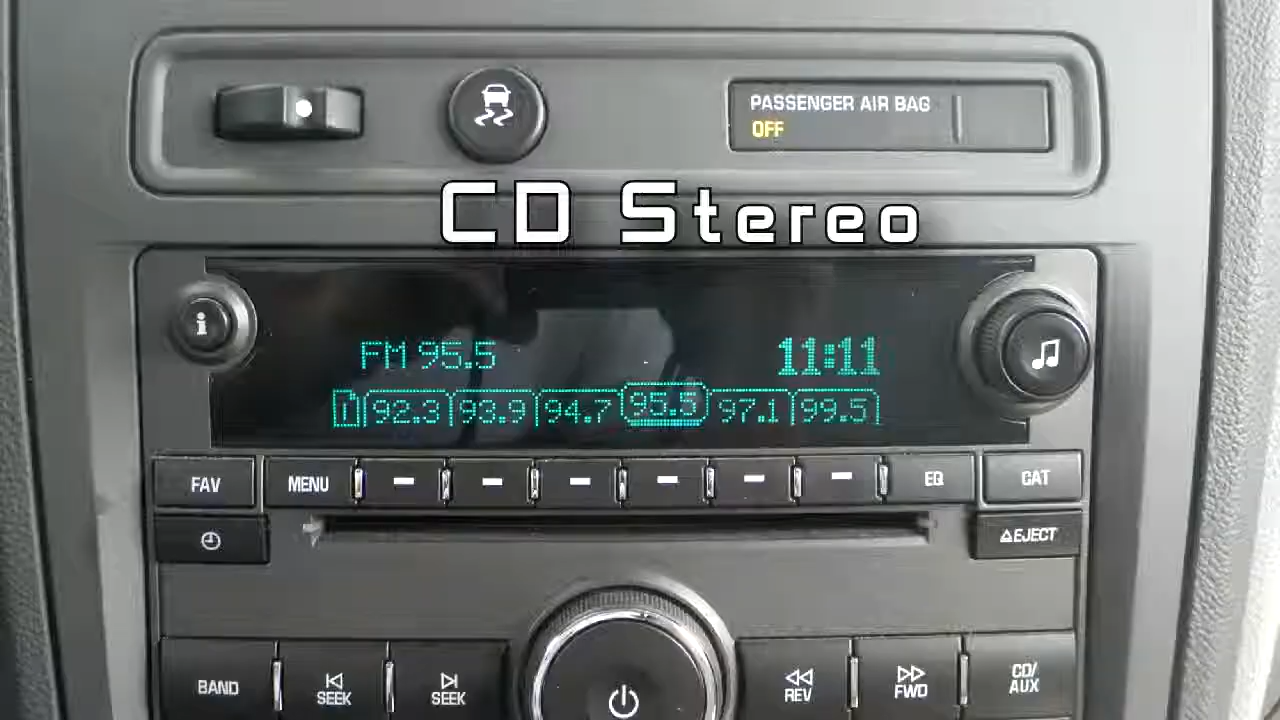 PASSENGER AIR BAG
OFF
CD Stereo
i
FM 95.5 11:11
1 92.3 93.9 94.7 95.5 97.1 99.5
FAV MENU EQ CAT
EJECT
BAND SEEK SEEK REV FWD CD/
AUX